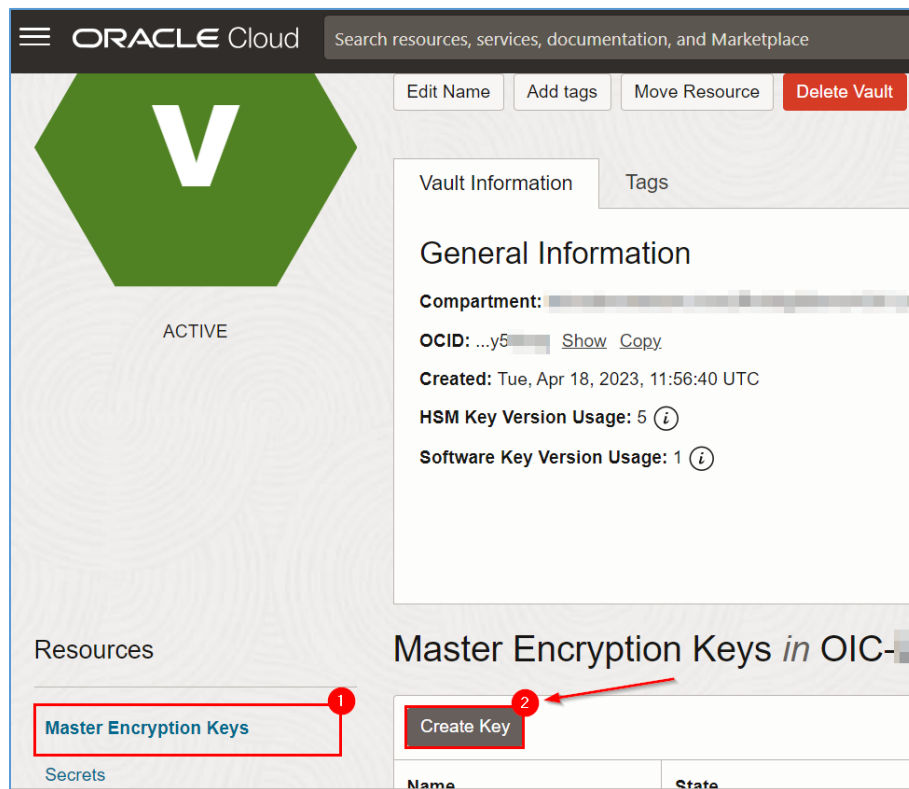 ORACLE Cloud
Search resources, services, documentation, and Marketplace
V
ACTIVE
Edit Name
Add tags
Move Resource
Delete Vault
Vault Information
Tags
General Information
Compartment:
OCID: ...y5 Show Copy
Created: Tue, Apr 18, 2023, 11:56:40 UTC
HSM Key Version Usage: 5 i
Software Key Version Usage: 1 i
Resources
1
Master Encryption Keys
Secrets
Master Encryption Keys in OIC-
2
Create Key
Name
State